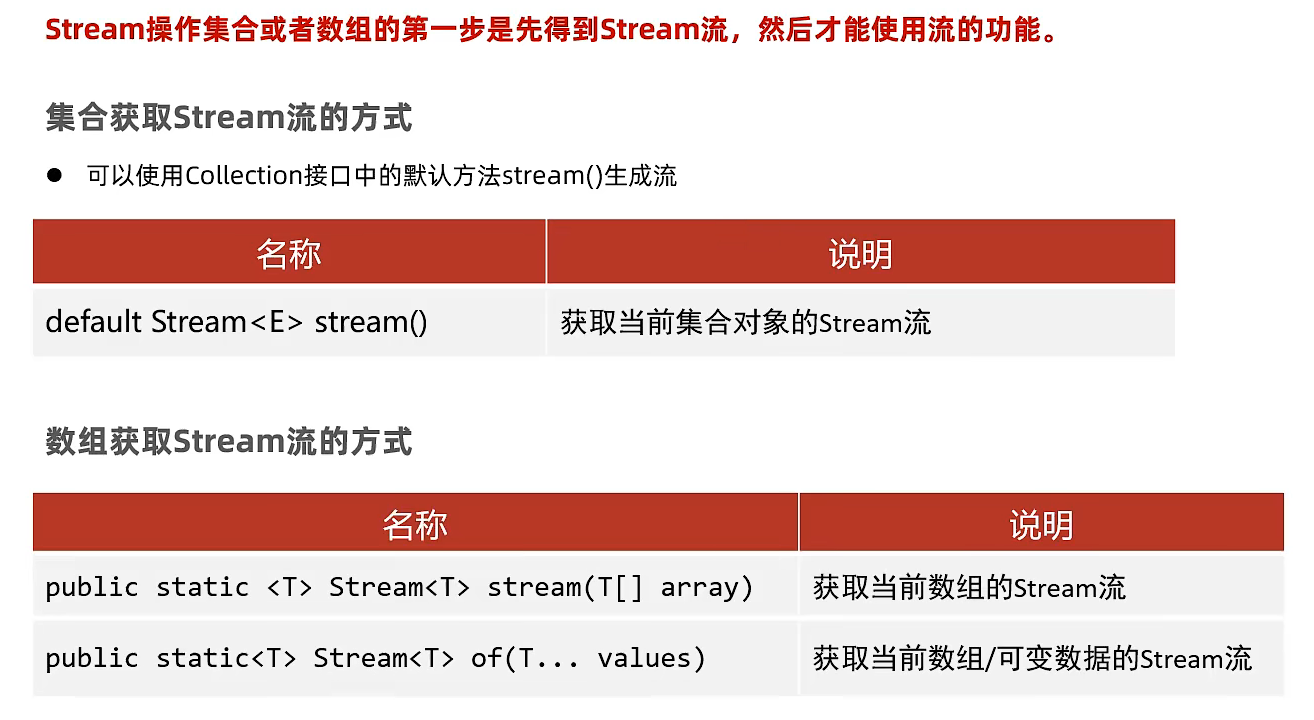 Stream操作集合或者数组的第一步是先得到Stream流，然后才能使用流的功能。
集合获取Stream流的方式
● 可以使用Collection接口中的默认方法stream()生成流
名称 说明
default Stream<E> stream() 获取当前集合对象的Stream流
数组获取Stream流的方式
名称 说明
public static <T> Stream<T> stream(T[] array) 获取当前数组的Stream流
public static<T> Stream<T> of(T... values) 获取当前数组/可变数据的Stream流